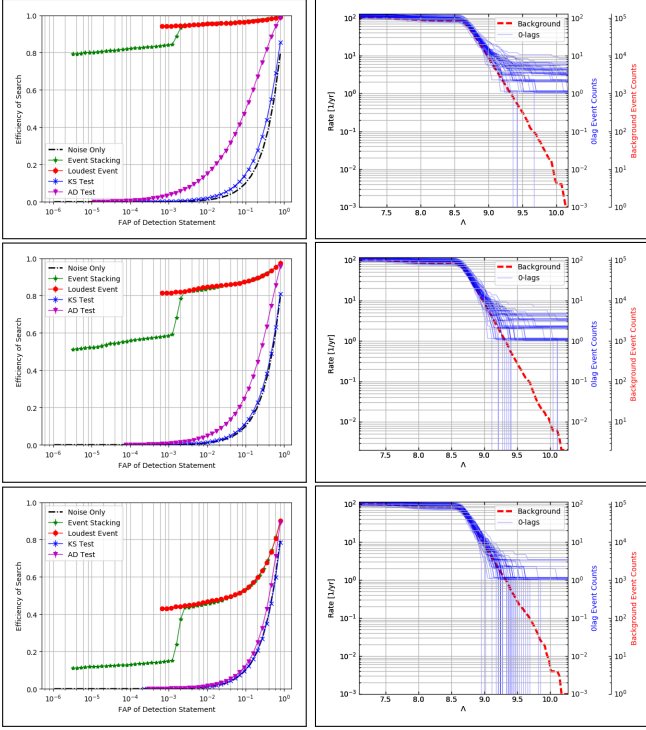 1.0
0.8
0.6
0.4
0.2
0.0
Efficiency of Search
Noise Only
Event Stacking
Loudest Event
KS Test
AD Test
10⁻⁶ 10⁻⁵ 10⁻⁴ 10⁻³ 10⁻² 10⁻¹ 10⁰
FAP of Detection Statement
10²
10¹
10⁰
10⁻¹
10⁻²
10⁻³
Rate [1/yr]
Background
0-lags
7.5 8.0 8.5 9.0 9.5 10.0
Λ
10²
10¹
10⁰
0lag Event Counts
10⁵
10⁴
10³
10²
10¹
10⁰
Background Event Counts
1.0
0.8
0.6
0.4
0.2
0.0
Efficiency of Search
Noise Only
Event Stacking
Loudest Event
KS Test
AD Test
10⁻⁶ 10⁻⁵ 10⁻⁴ 10⁻³ 10⁻² 10⁻¹ 10⁰
FAP of Detection Statement
10²
10¹
10⁰
10⁻¹
10⁻²
Rate [1/yr]
Background
0-lags
7.5 8.0 8.5 9.0 9.5 10.0
Λ
10²
10¹
10⁰
0lag Event Counts
10⁵
10⁴
10³
10²
10¹
Background Event Counts
1.0
0.8
0.6
0.4
0.2
0.0
Efficiency of Search
Noise Only
Event Stacking
Loudest Event
KS Test
AD Test
10⁻⁶ 10⁻⁵ 10⁻⁴ 10⁻³ 10⁻² 10⁻¹ 10⁰
FAP of Detection Statement
10²
10¹
10⁰
10⁻¹
10⁻²
10⁻³
Rate [1/yr]
Background
0-lags
7.5 8.0 8.5 9.0 9.5 10.0
Λ
10²
10¹
10⁰
0lag Event Counts
10⁵
10⁴
10³
10²
10¹
10⁰
Background Event Counts